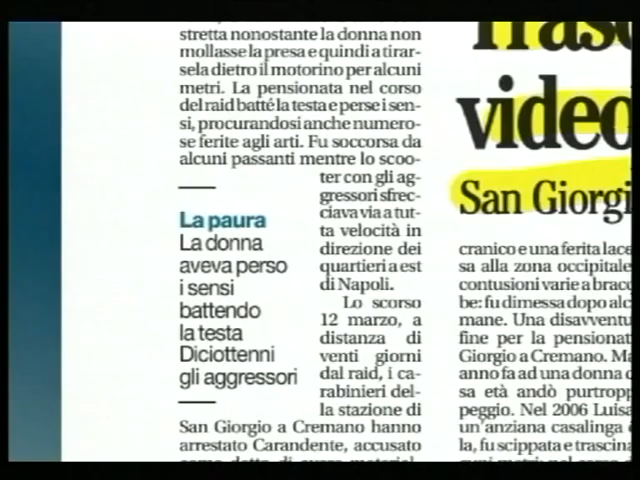 stretta nonostante la donna non
mollasse la presa e quindi a tirar-
sela dietro il motorino per alcuni
metri. La pensionata nel corso
del raid batté la testa e perse i sen-
si, procurandosi anche numero-
se ferite agli arti. Fu soccorsa da
alcuni passanti mentre lo scoo-
ter con gli ag-
gressori sfrec-
ciava via a tut-
ta velocità in
direzione dei
quartieri a est
di Napoli.
Lo scorso
12 marzo, a
distanza di
venti giorni
dal raid, i ca-
rabinieri del-
la stazione di
San Giorgio a Cremano hanno
arrestato Carandente, accusato
La paura
La donna
aveva perso
i sensi
battendo
la testa
Diciottenni
gli aggressori
video
San Giorgi
cranico e una ferita lace
sa alla zona occipitale
contusioni varie a bracc
be: fu dimessa dopo alc
mane. Una disavventu
fine per la pensionat
Giorgio a Cremano. Ma
anno fa ad una donna d
sa età andò purtropp
peggio. Nel 2006 Luisa
un'anziana casalinga
la, fu scippata e trascina